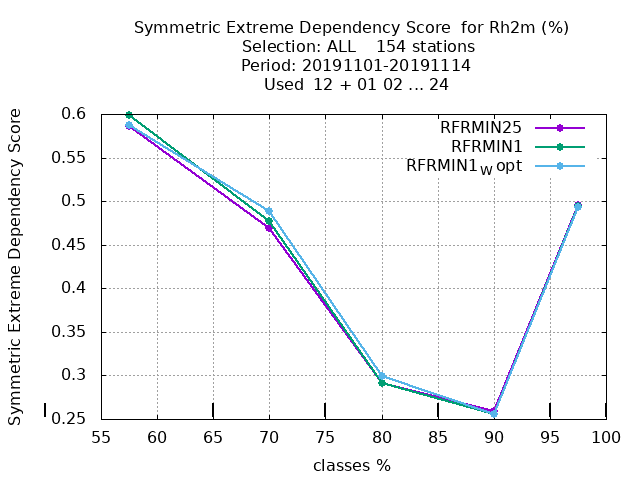 Symmetric Extreme Dependency Score for Rh2m (%)
Selection: ALL 154 stations
Period: 20191101-20191114
Used 12 + 01 02 ... 24
Symmetric Extreme Dependency Score
0.6
0.55
0.5
0.45
0.4
0.35
0.3
0.25
RFRMIN25
RFRMIN1
RFRMIN1W opt
55 60 65 70 75 80 85 90 95 100
classes %